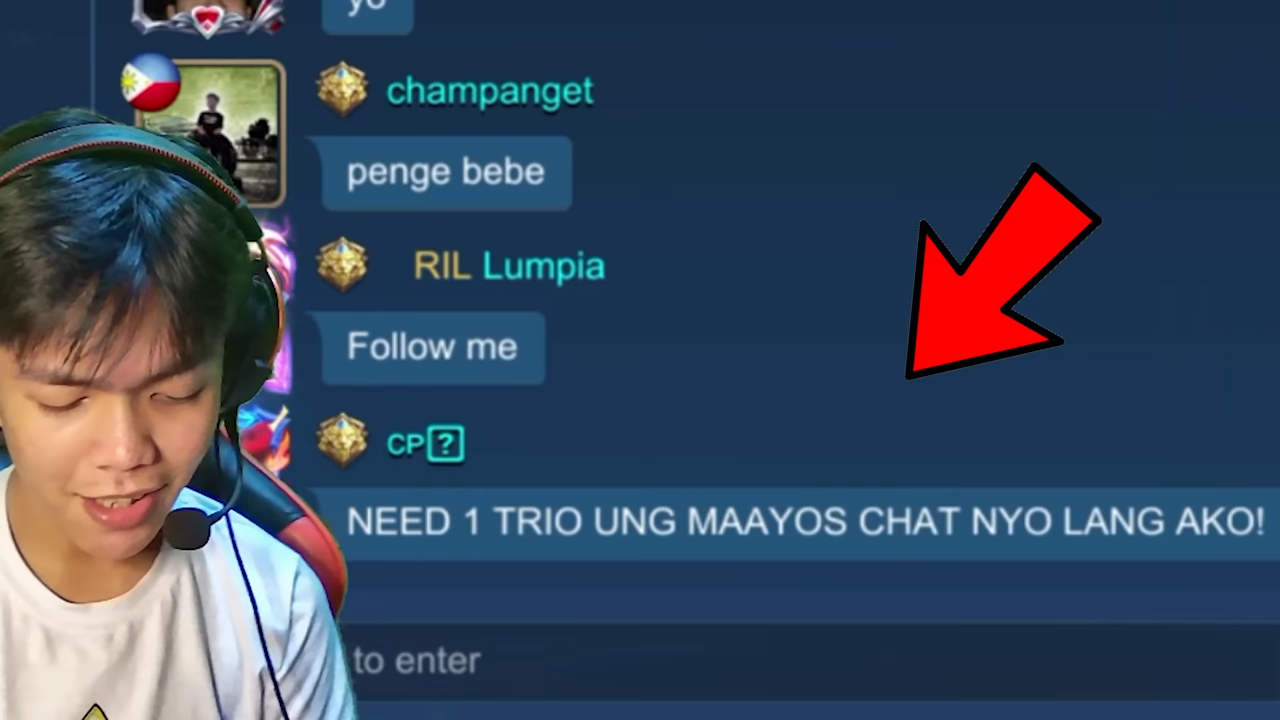 yo
champanget
penge bebe
RIL Lumpia
Follow me
CP?
NEED 1 TRIO UNG MAAYOS CHAT NYO LANG AKO!
to enter